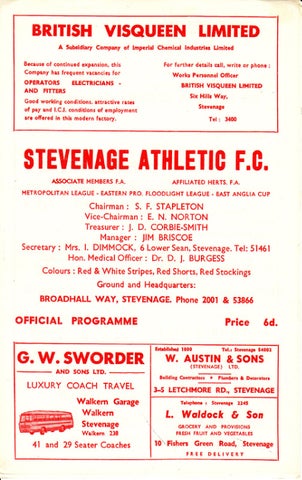 BRITISH VISQUEEN LIMITED
A Subsidiary Company of Imperial Chemical Industries Limited
Because of continued expansion, this
Company has frequent vacancies for
OPERATORS ELECTRICIANS -
AND FITTERS
Good working conditions, attractive rates
of pay and I.C.I. conditions of employment
are offered in this modern factory.
For further details call, write or phone:
Works Personnel Officer
BRITISH VISQUEEN LIMITED
Six Hills Way,
Stevenage
Tel: 3400
STEVENAGE ATHLETIC F.C.
ASSOCIATE MEMBERS F.A. AFFILIATED HERTS. F.A.
METROPOLITAN LEAGUE - EASTERN PRO. FLOODLIGHT LEAGUE - EAST ANGLIA CUP
Chairman : S. F. STAPLETON
Vice-Chairman : E. N. NORTON
Treasurer : J. D. CORBIE-SMITH
Manager : JIM BRISCOE
Secretary : Mrs. I. DIMMOCK, 6 Lower Sean, Stevenage. Tel: 51461
Hon. Medical Officer : Dr. D. J. BURGESS
Colours : Red & White Stripes, Red Shorts, Red Stockings
Ground and Headquarters:
BROADHALL WAY, STEVENAGE. Phone 2001 & 53866
OFFICIAL PROGRAMME Price 6d.
G. W. SWORDER
AND SONS LTD.
LUXURY COACH TRAVEL
Walkern Garage
Walkern
Stevenage
Walkern 238
41 and 29 Seater Coaches
Established 1809 Tel.: Stevenage 54083
W. AUSTIN & SONS
(STEVENAGE) LTD.
Building Contractors • Plumbers & Decorators
3-5 LETCHMORE RD., STEVENAGE
Telephone : Stevenage 2245
L. Waldock & Son
GROCERY AND PROVISIONS
FRESH FRUIT AND VEGETABLES
10 Fishers Green Road, Stevenage
FREE DELIVERY